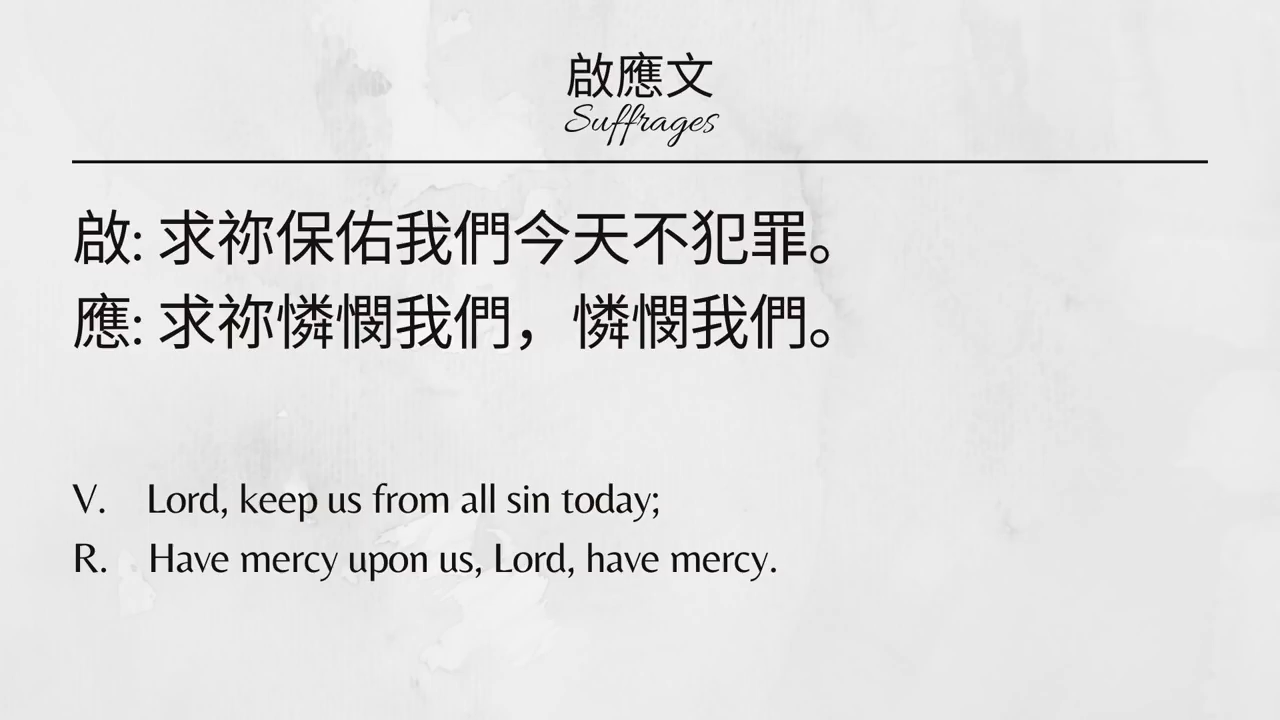 啟應文
Suffrages
啟: 求祢保佑我們今天不犯罪。
應: 求祢憐憫我們，憐憫我們。
V. Lord, keep us from all sin today;
R. Have mercy upon us, Lord, have mercy.